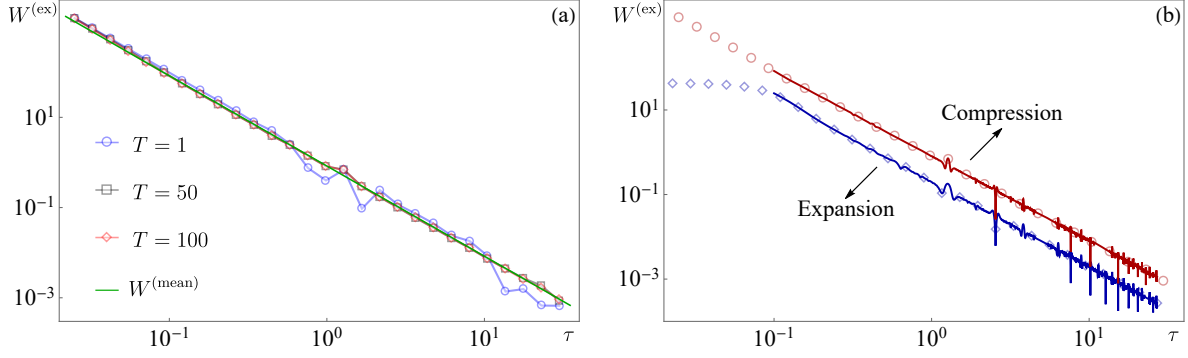 W^(ex)
(a)
10^1
10^-1
10^-3
T = 1
T = 50
T = 100
W^(mean)
10^-1
10^0
10^1
τ
W^(ex)
(b)
10^1
10^-1
10^-3
Compression
Expansion
10^-1
10^0
10^1
τ